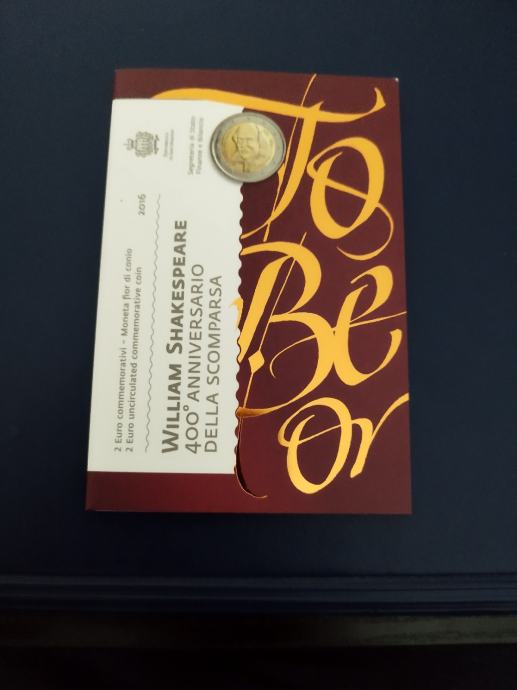 To
Be
or
Segreteria di Stato
Finanze e Bilancio
WILLIAM SHAKESPEARE
400° ANNIVERSARIO
DELLA SCOMPARSA
2016
2 Euro commemorativi – Moneta fior di conio
2 Euro uncirculated commemorative coin